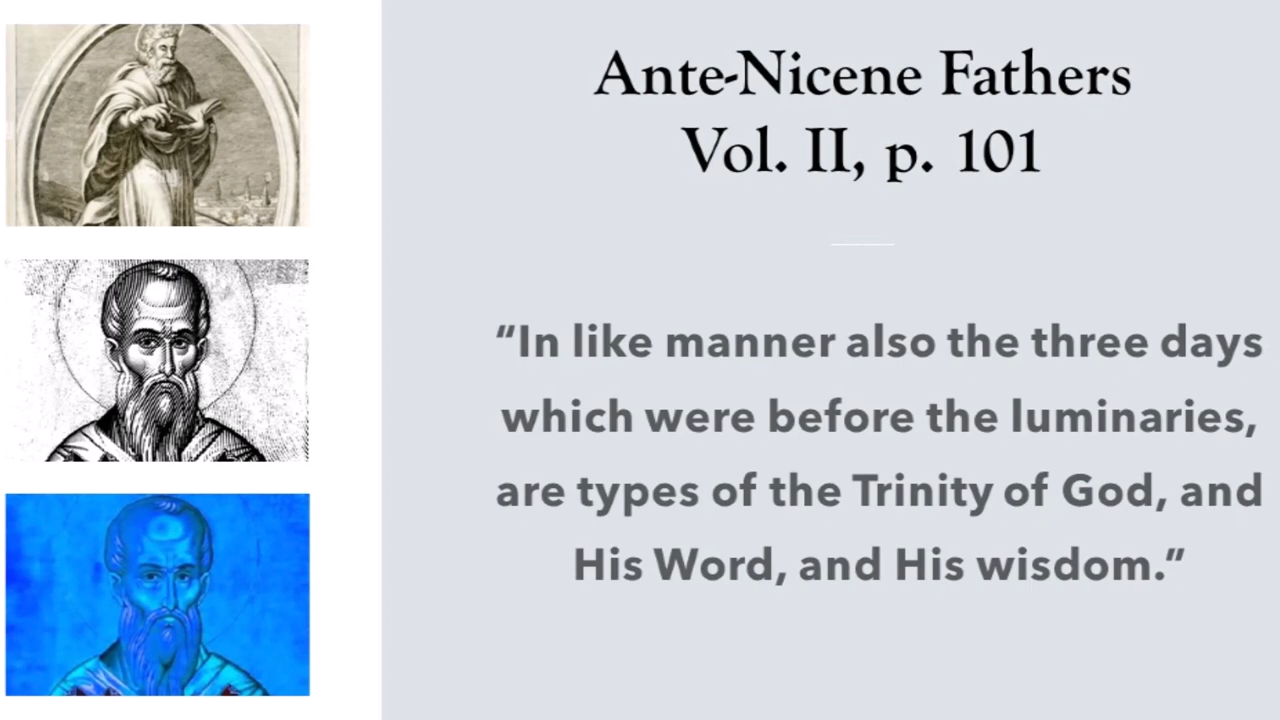 Ante-Nicene Fathers
Vol. II, p. 101
“In like manner also the three days
which were before the luminaries,
are types of the Trinity of God, and
His Word, and His wisdom.”